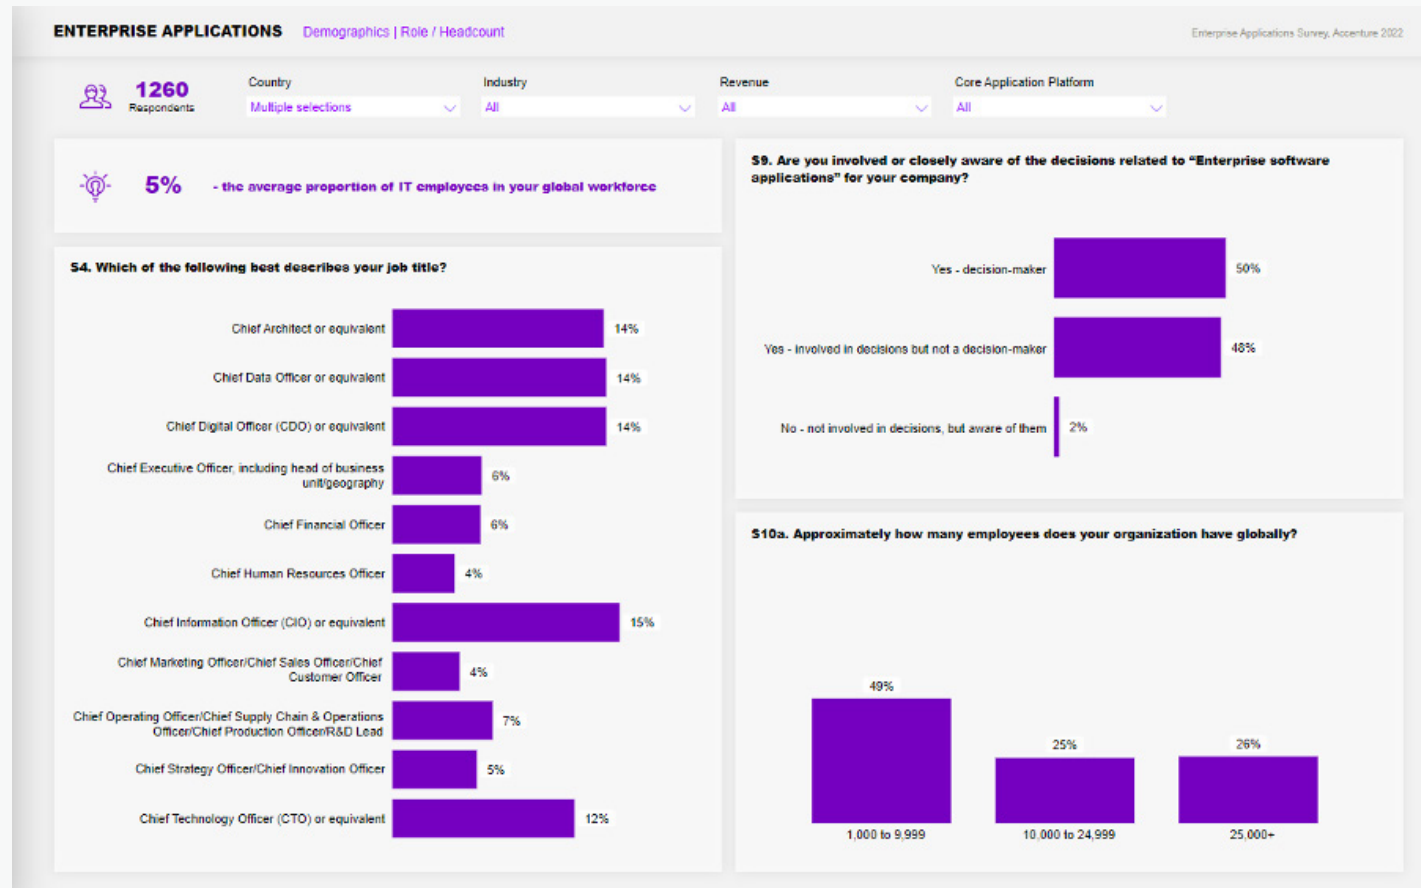 ENTERPRISE APPLICATIONS Demographics | Role / Headcount
Enterprise Applications Survey, Accenture 2022
1260
Respondents
Country
Multiple selections
Industry
All
Revenue
All
Core Application Platform
All
5% - the average proportion of IT employees in your global workforce
S4. Which of the following best describes your job title?
Chief Architect or equivalent 14%
Chief Data Officer or equivalent 14%
Chief Digital Officer (CDO) or equivalent 14%
Chief Executive Officer, including head of business
unit/geography 6%
Chief Financial Officer 6%
Chief Human Resources Officer 4%
Chief Information Officer (CIO) or equivalent 15%
Chief Marketing Officer/Chief Sales Officer/Chief
Customer Officer 4%
Chief Operating Officer/Chief Supply Chain & Operations
Officer/Chief Production Officer/R&D Lead 7%
Chief Strategy Officer/Chief Innovation Officer 5%
Chief Technology Officer (CTO) or equivalent 12%
S9. Are you involved or closely aware of the decisions related to “Enterprise software
applications” for your company?
Yes - decision-maker 50%
Yes - involved in decisions but not a decision-maker 48%
No - not involved in decisions, but aware of them 2%
S10a. Approximately how many employees does your organization have globally?
49% 25% 26%
1,000 to 9,999 10,000 to 24,999 25,000+